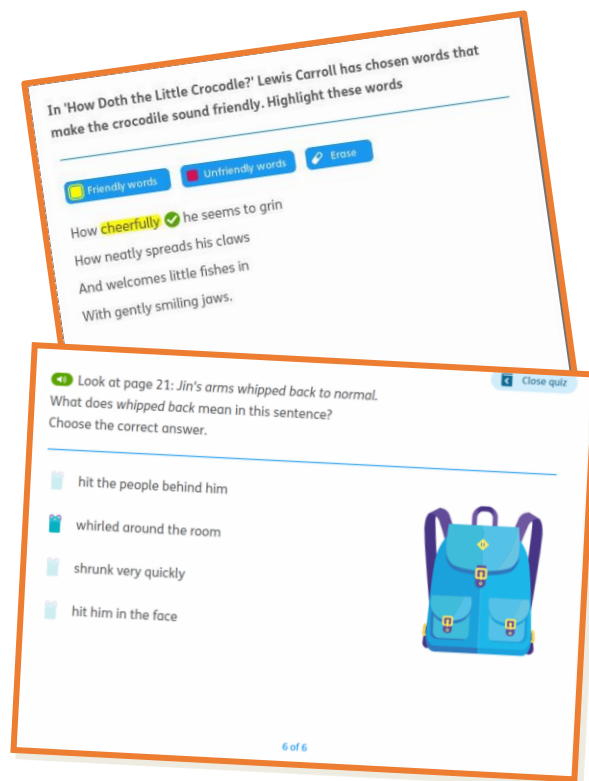 In 'How Doth the Little Crocodle?' Lewis Carroll has chosen words that
make the crocodile sound friendly. Highlight these words
Friendly words
Unfriendly words
Erase
How cheerfully he seems to grin
How neatly spreads his claws
And welcomes little fishes in
With gently smiling jaws.
Close quiz
Look at page 21: Jin's arms whipped back to normal.
What does whipped back mean in this sentence?
Choose the correct answer.
hit the people behind him
whirled around the room
shrunk very quickly
hit him in the face
6 of 6